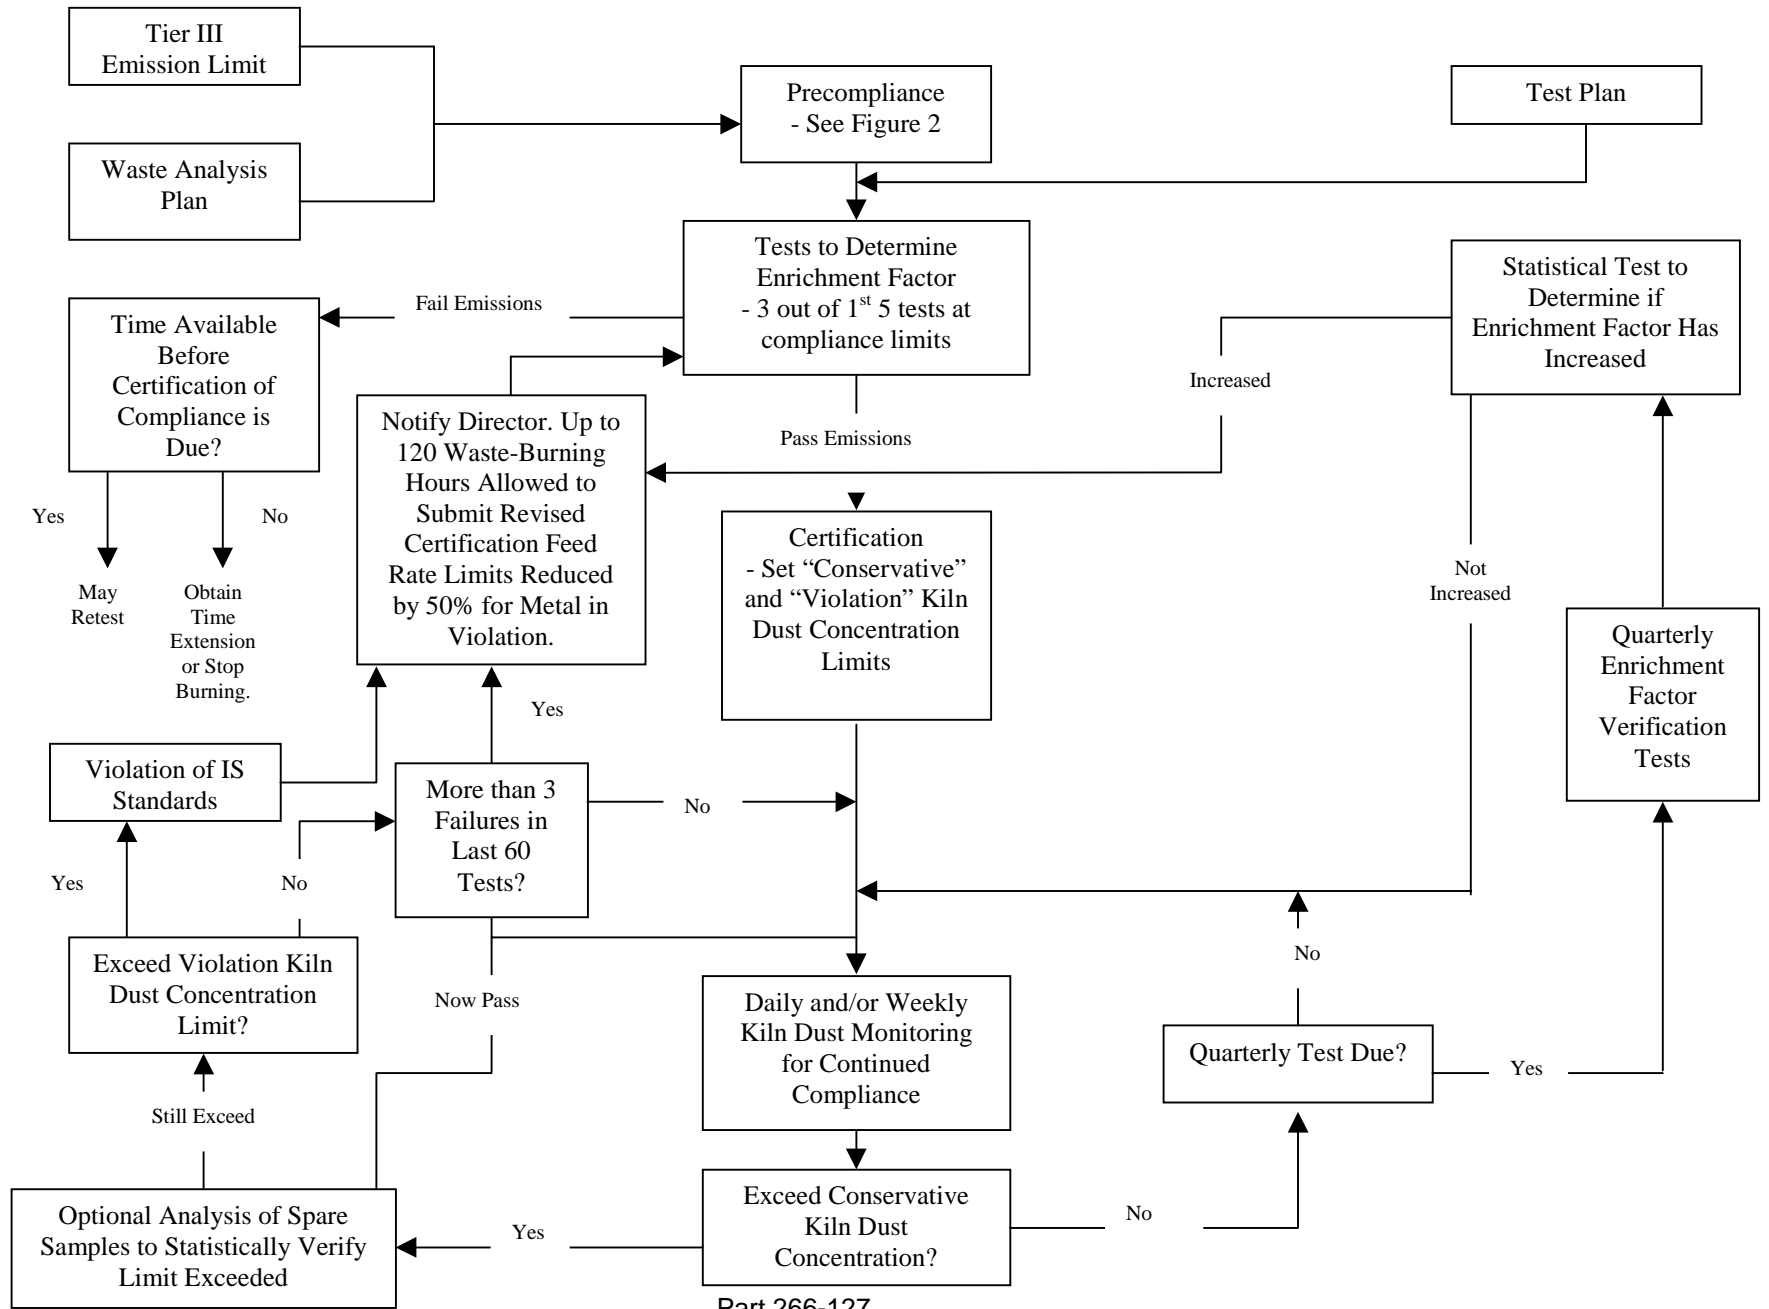 Tier III
Emission Limit
Precompliance
- See Figure 2
Test Plan
Waste Analysis
Plan
Tests to Determine
Enrichment Factor
- 3 out of 1st 5 tests at
compliance limits
Statistical Test to
Determine if
Enrichment Factor Has
Increased
Fail Emissions
Time Available
Before
Certification of
Compliance is
Due?
Increased
Notify Director. Up to
120 Waste-Burning
Hours Allowed to
Submit Revised
Certification Feed
Rate Limits Reduced
by 50% for Metal in
Violation.
Pass Emissions
Yes
No
Certification
- Set “Conservative”
and “Violation” Kiln
Dust Concentration
Limits
Not
Increased
May
Retest
Obtain
Time
Extension
or Stop
Burning.
Quarterly
Enrichment
Factor
Verification
Tests
Yes
Violation of IS
Standards
More than 3
Failures in
Last 60
Tests?
No
Yes
No
Exceed Violation Kiln
Dust Concentration
Limit?
Now Pass
Daily and/or Weekly
Kiln Dust Monitoring
for Continued
Compliance
No
Quarterly Test Due?
Yes
Still Exceed
Optional Analysis of Spare
Samples to Statistically Verify
Limit Exceeded
Yes
Exceed Conservative
Kiln Dust
Concentration?
No
Part 266-127